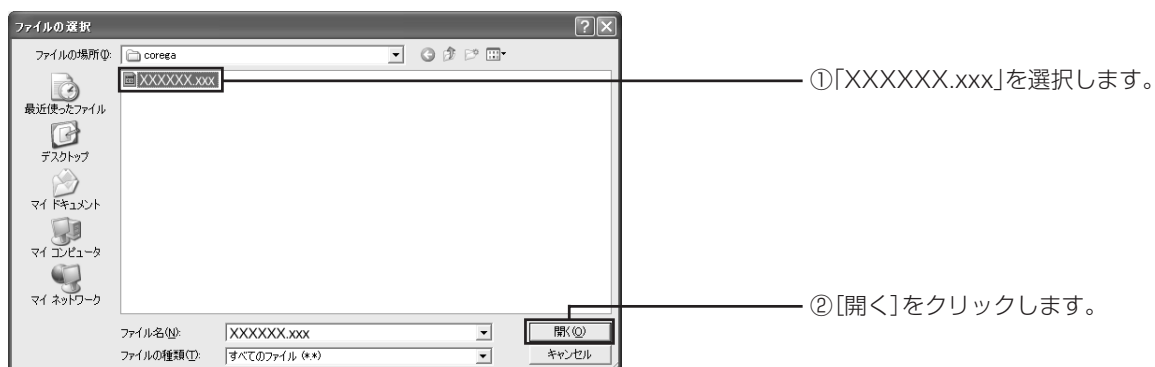 ファイルの選択
ファイルの場所(I):
corega
XXXXXX.xxx
①「XXXXXX.xxx」を選択します。
最近使ったファイル
デスクトップ
マイ ドキュメント
マイ コンピュータ
マイ ネットワーク
②[開く]をクリックします。
ファイル名(N):
XXXXXX.xxx
開く(O)
ファイルの種類(T):
すべてのファイル (*.*)
キャンセル